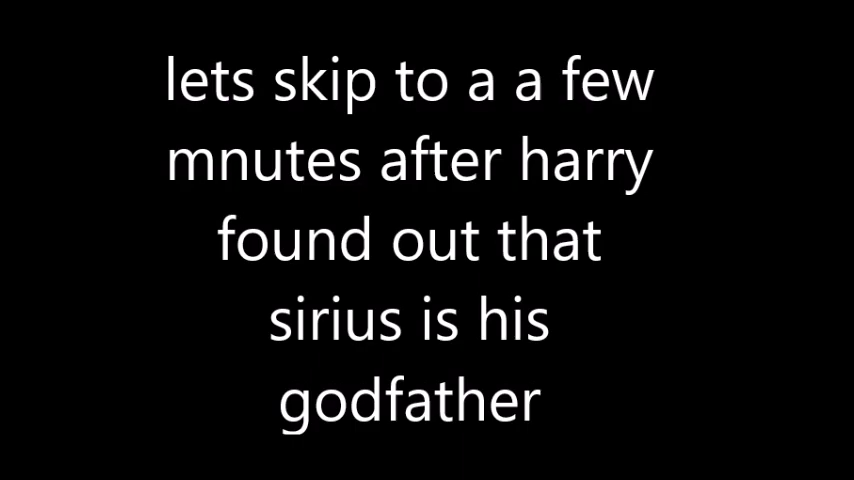 lets skip to a a few
mnutes after harry
found out that
sirius is his
godfather